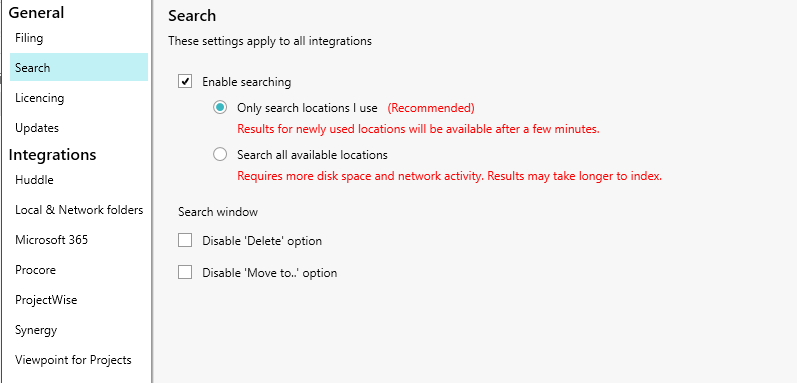 General
Filing
Search
Licencing
Updates
Integrations
Huddle
Local & Network folders
Microsoft 365
Procore
ProjectWise
Synergy
Viewpoint for Projects
Search
These settings apply to all integrations
Enable searching
Only search locations I use (Recommended)
Results for newly used locations will be available after a few minutes.
Search all available locations
Requires more disk space and network activity. Results may take longer to index.
Search window
Disable 'Delete' option
Disable 'Move to..' option